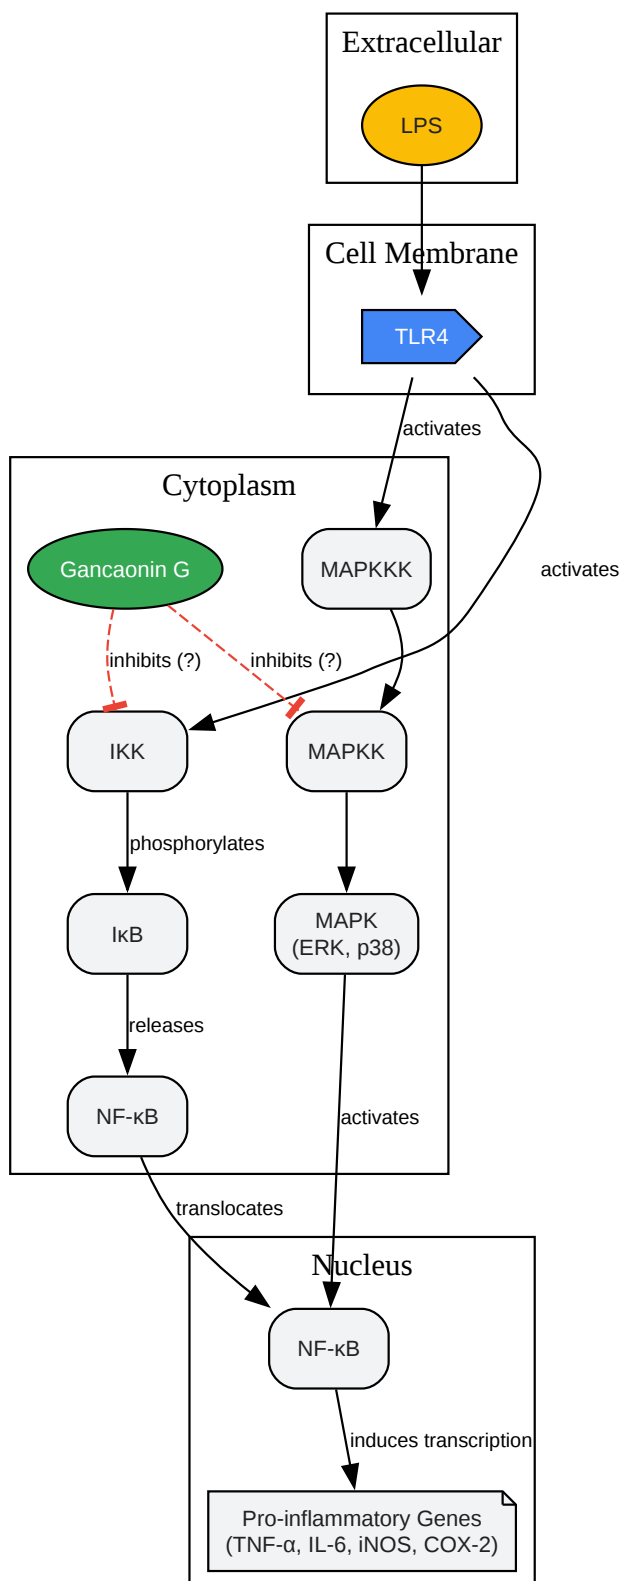 Extracellular
LPS
Cell Membrane
TLR4
activates
Cytoplasm
Gancaonin G
MAPKKK
activates
inhibits (?)
inhibits (?)
IKK
MAPKK
phosphorylates
IκB
MAPK
(ERK, p38)
releases
NF-κB
activates
translocates
Nucleus
NF-κB
induces transcription
Pro-inflammatory Genes
(TNF-α, IL-6, iNOS, COX-2)